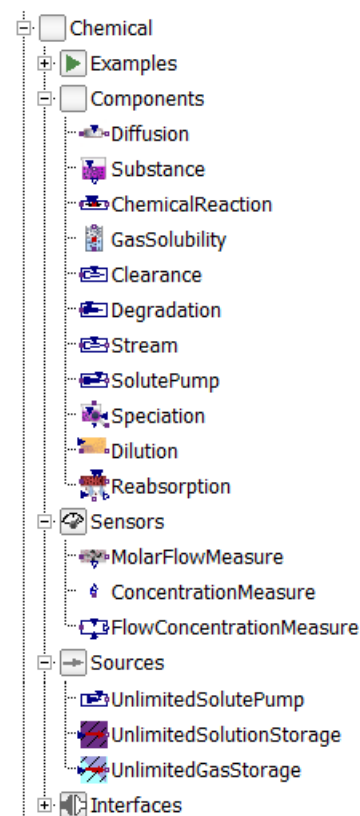 Chemical
Examples
Components
Diffusion
Substance
ChemicalReaction
GasSolubility
Clearance
Degradation
Stream
SolutePump
Speciation
Dilution
Reabsorption
Sensors
MolarFlowMeasure
ConcentrationMeasure
FlowConcentrationMeasure
Sources
UnlimitedSolutePump
UnlimitedSolutionStorage
UnlimitedGasStorage
Interfaces